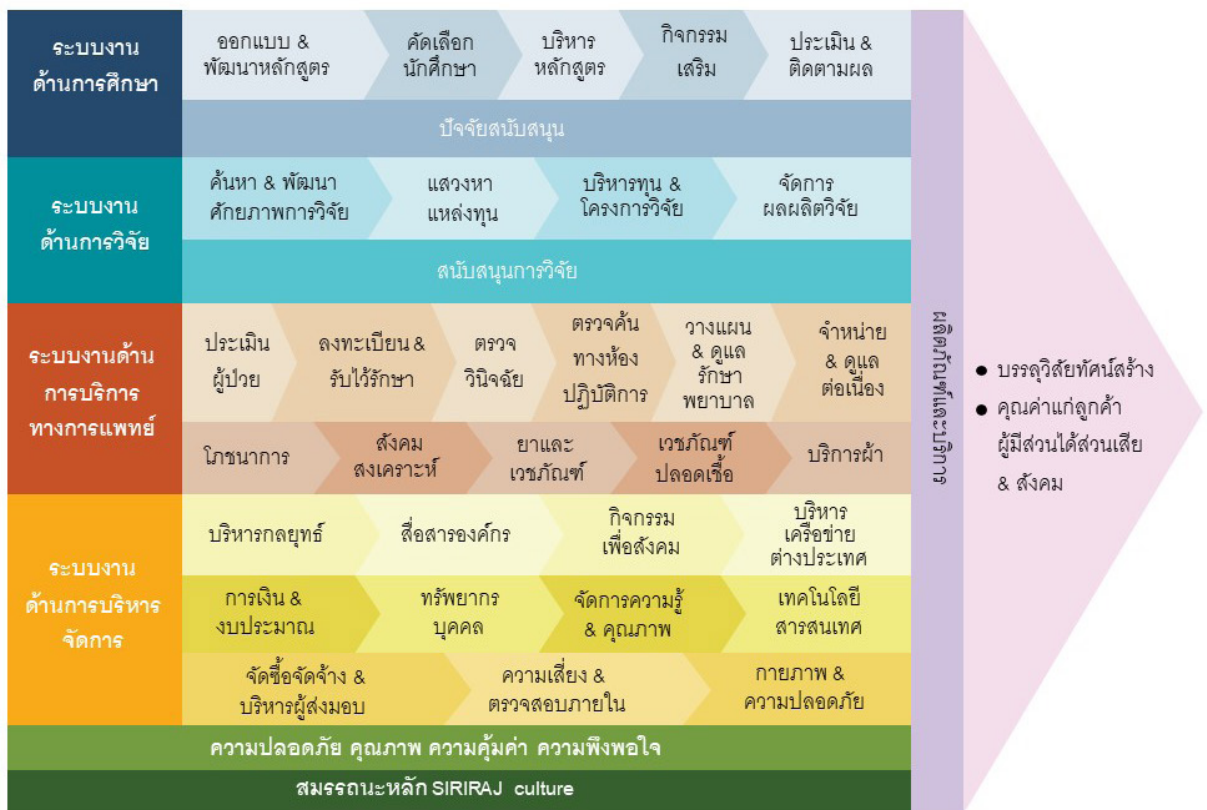 ระบบงาน
ด้านการศึกษา
ออกแบบ &
พัฒนาหลักสูตร
คัดเลือก
นักศึกษา
บริหาร
หลักสูตร
กิจกรรม
เสริม
ประเมิน &
ติดตามผล
ปัจจัยสนับสนุน
ระบบงาน
ด้านการวิจัย
ค้นหา & พัฒนา
ศักยภาพการวิจัย
แสวงหา
แหล่งทุน
บริหารทุน &
โครงการวิจัย
จัดการ
ผลผลิตวิจัย
สนับสนุนการวิจัย
ระบบงานด้าน
การบริการ
ทางการแพทย์
ประเมิน
ผู้ป่วย
ลงทะเบียน &
รับไว้รักษา
ตรวจ
วินิจฉัย
ตรวจค้น
ทางห้อง
ปฏิบัติการ
วางแผน
& ดูแล
รักษา
พยาบาล
จำหน่าย
& ดูแล
ต่อเนื่อง
โภชนาการ
สังคม
สงเคราะห์
ยาและ
เวชภัณฑ์
เวชภัณฑ์
ปลอดเชื้อ
บริการผ้า
ระบบงาน
ด้านการบริหาร
จัดการ
บริหารกลยุทธ์
สื่อสารองค์กร
กิจกรรม
เพื่อสังคม
บริหาร
เครือข่าย
ต่างประเทศ
การเงิน &
งบประมาณ
ทรัพยากร
บุคคล
จัดการความรู้
& คุณภาพ
เทคโนโลยี
สารสนเทศ
จัดซื้อจัดจ้าง &
บริหารผู้ส่งมอบ
ความเสี่ยง &
ตรวจสอบภายใน
กายภาพ &
ความปลอดภัย
ความปลอดภัย คุณภาพ ความคุ้มค่า ความพึงพอใจ
สมรรถนะหลัก SIRIRAJ culture
ผลิตภัณฑ์และบริการ
● บรรลุวิสัยทัศน์สร้าง
● คุณค่าแก่ลูกค้า
ผู้มีส่วนได้ส่วนเสีย
& สังคม